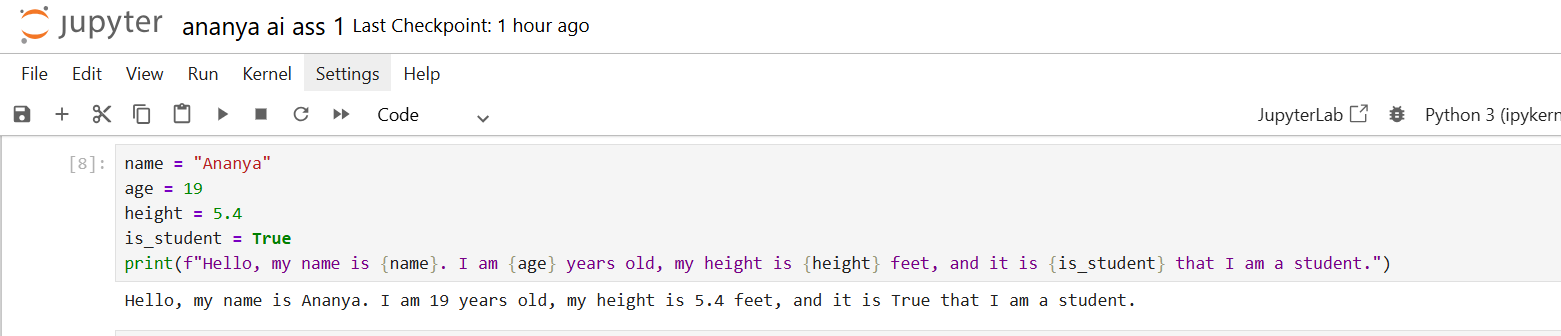 jupyter ananya ai ass 1 Last Checkpoint: 1 hour ago
File Edit View Run Kernel Settings Help
Code JupyterLab Python 3 (ipykern
[8]: name = "Ananya"
age = 19
height = 5.4
is_student = True
print(f"Hello, my name is {name}. I am {age} years old, my height is {height} feet, and it is {is_student} that I am a student.")
Hello, my name is Ananya. I am 19 years old, my height is 5.4 feet, and it is True that I am a student.